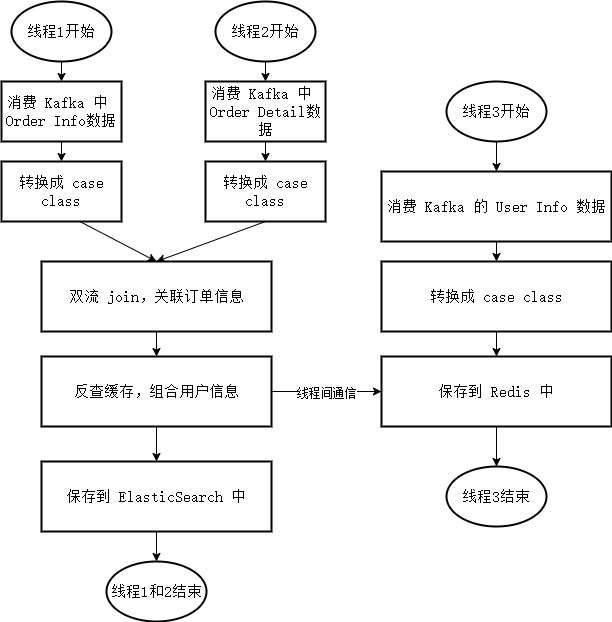 线程1开始
线程2开始
消费 Kafka 中
Order Info数据
消费 Kafka 中
Order Detail数
据
线程3开始
转换成 case
class
转换成 case
class
消费 Kafka 的 User Info 数据
双流 join，关联订单信息
转换成 case class
反查缓存，组合用户信息
线程间通信
保存到 Redis 中
保存到 ElasticSearch 中
线程3结束
线程1和2结束